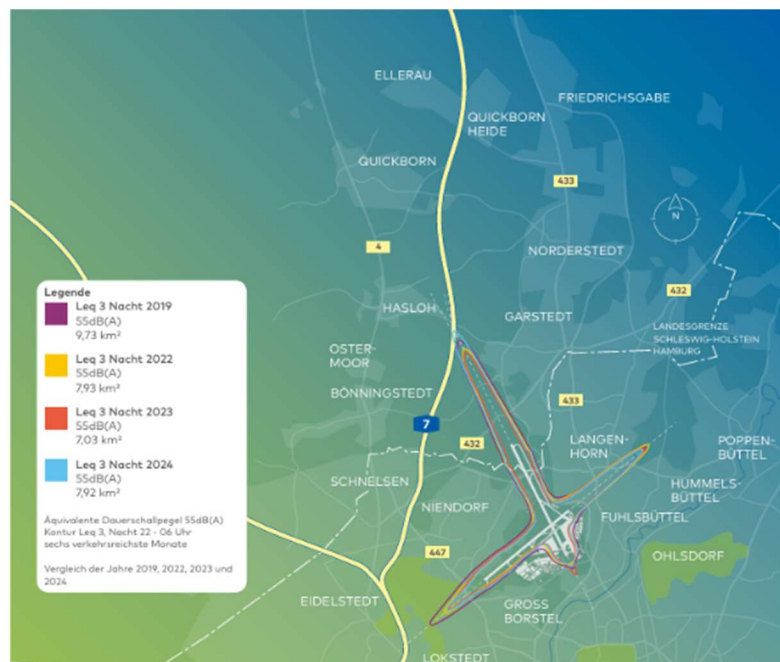 ELLERAU
FRIEDRICHSGABE
QUICKBORN
HEIDE
QUICKBORN
433
N
4
NORDERSTEDT
432
HASLOH
GARSTEDT
LANDESGRENZE
SCHLESWIG-HOLSTEIN
HAMBURG
OSTER-
MOOR
BÖNNINGSTEDT
433
7
432
LANGEN-
HORN
POPPEN-
BÜTTEL
SCHNELSEN
HUMMELS-
BÜTTEL
NIENDORF
FUHLSBÜTTEL
447
OHLSDORF
EIDELSTEDT
GROSS
BORSTEL
LOKSTEDT
Legende
Leq 3 Nacht 2019
55dB(A)
9,73 km²
Leq 3 Nacht 2022
55dB(A)
7,93 km²
Leq 3 Nacht 2023
55dB(A)
7,03 km²
Leq 3 Nacht 2024
55dB(A)
7,92 km²
Äquivalente Dauerschallpegel 55dB(A)
Kontur Leq 3, Nacht 22 - 06 Uhr
sechs verkehrsreichste Monate
Vergleich der Jahre 2019, 2022, 2023 und
2024